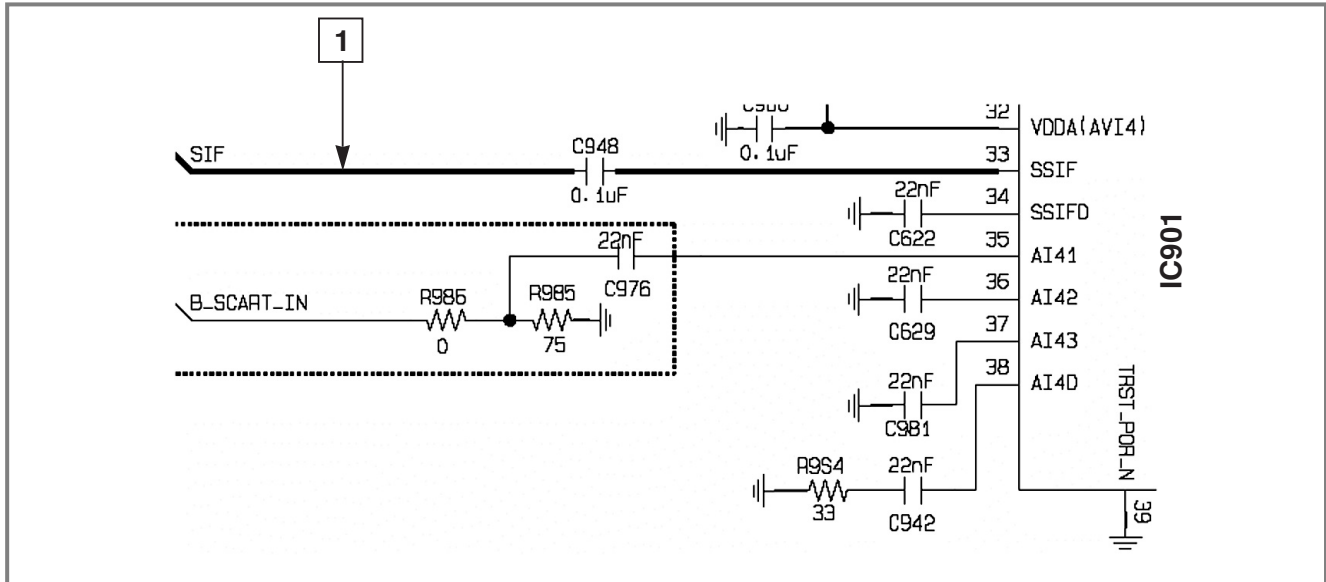 1
32
VDDA(AVI4)
0.1uF
SIF
C948
0.1uF
33
SSIF
22nF
C622
34
SSIFD
22nF
C976
35
AI41
IC901
B_SCART_IN
R986
0
R985
75
22nF
C629
36
AI42
37
AI43
22nF
C981
38
AI4D
TRST_POR_N
R964
33
22nF
C942
39